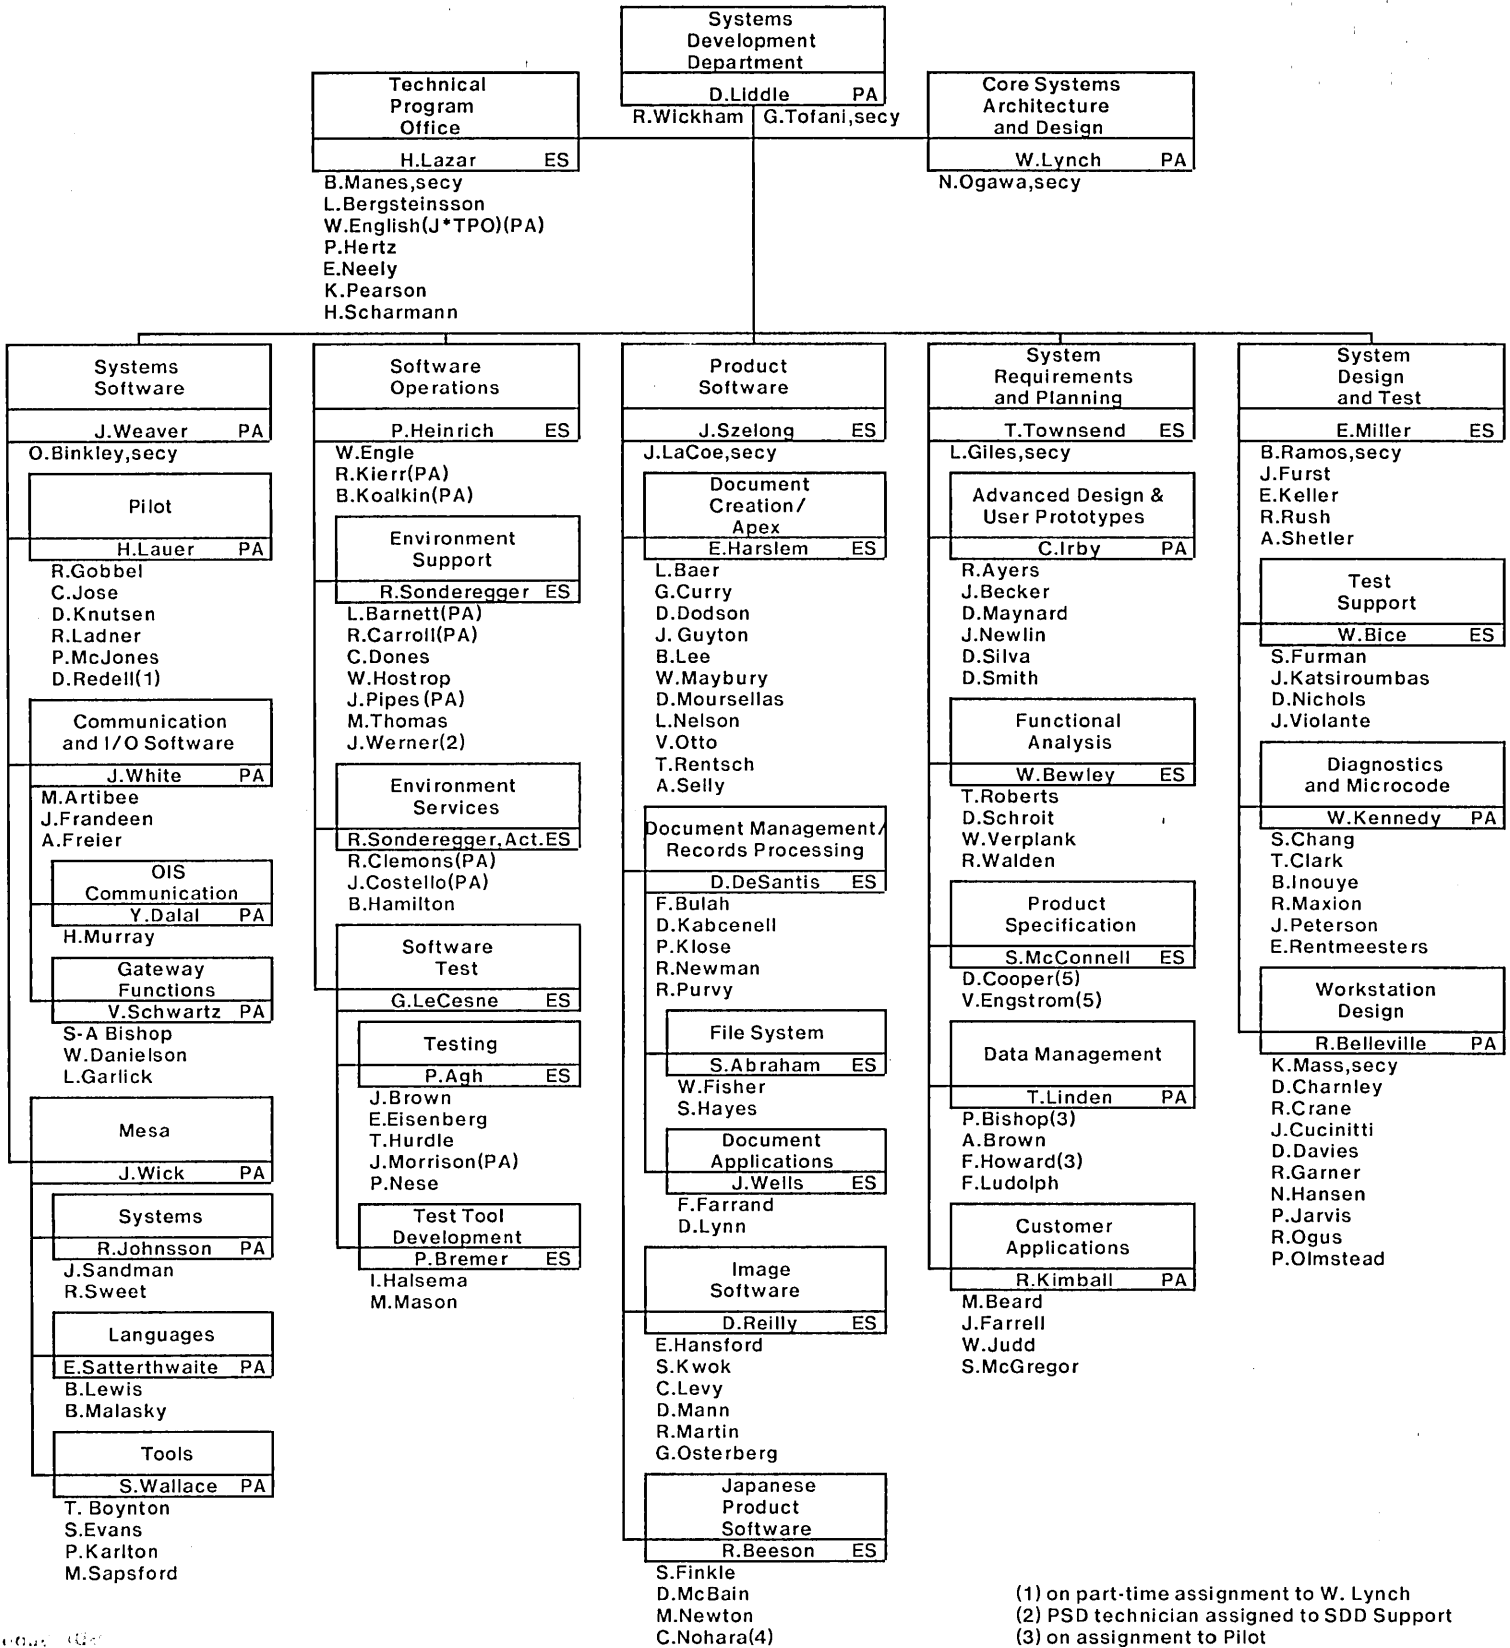 Systems
Development
Department
D.Liddle PA
R.Wickham G.Tofani,secy
Technical
Program
Office
H.Lazar ES
B.Manes,secy
L.Bergsteinsson
W.English(J*TPO)(PA)
P.Hertz
E.Neely
K.Pearson
H.Scharmann
Core Systems
Architecture
and Design
W.Lynch PA
N.Ogawa,secy
Systems
Software
J.Weaver PA
O.Binkley,secy
Pilot
H.Lauer PA
R.Gobbel
C.Jose
D.Knutsen
R.Ladner
P.McJones
D.Redell(1)
Communication
and I/O Software
J.White PA
M.Artibee
J.Frandeen
A.Freier
OIS
Communication
Y.Dalal PA
H.Murray
Gateway
Functions
V.Schwartz PA
S-A Bishop
W.Danielson
L.Garlick
Mesa
J.Wick PA
Systems
R.Johnsson PA
J.Sandman
R.Sweet
Languages
E.Satterthwaite PA
B.Lewis
B.Malasky
Tools
S.Wallace PA
T. Boynton
S.Evans
P.Karlton
M.Sapsford
Software
Operations
P.Heinrich ES
W.Engle
R.Kierr(PA)
B.Koalkin(PA)
Environment
Support
R.Sonderegger ES
L.Barnett(PA)
R.Carroll(PA)
C.Dones
W.Hostrop
J.Pipes(PA)
M.Thomas
J.Werner(2)
Environment
Services
R.Sonderegger,Act.ES
R.Clemons(PA)
J.Costello(PA)
B.Hamilton
Software
Test
G.LeCesne ES
Testing
P.Agh ES
J.Brown
E.Eisenberg
T.Hurdle
J.Morrison(PA)
P.Nese
Test Tool
Development
P.Bremer ES
I.Halsema
M.Mason
Product
Software
J.Szelong ES
J.LaCoe,secy
Document
Creation/
Apex
E.Harslem ES
L.Baer
G.Curry
D.Dodson
J. Guyton
B.Lee
W.Maybury
D.Moursellas
L.Nelson
V.Otto
T.Rentsch
A.Selly
Document Management/
Records Processing
D.DeSantis ES
F.Bulah
D.Kabcenell
P.Klose
R.Newman
R.Purvy
File System
S.Abraham ES
W.Fisher
S.Hayes
Document
Applications
J.Wells ES
F.Farrand
D.Lynn
Image
Software
D.Reilly ES
E.Hansford
S.Kwok
C.Levy
D.Mann
R.Martin
G.Osterberg
Japanese
Product
Software
R.Beeson ES
S.Finkle
D.McBain
M.Newton
C.Nohara(4)
System
Requirements
and Planning
T.Townsend ES
L.Giles,secy
Advanced Design &
User Prototypes
C.Irby PA
R.Ayers
J.Becker
D.Maynard
J.Newlin
D.Silva
D.Smith
Functional
Analysis
W.Bewley ES
T.Roberts
D.Schroit
W.Verplank
R.Walden
Product
Specification
S.McConnell ES
D.Cooper(5)
V.Engstrom(5)
Data Management
T.Linden PA
P.Bishop(3)
A.Brown
F.Howard(3)
F.Ludolph
Customer
Applications
R.Kimball PA
M.Beard
J.Farrell
W.Judd
S.McGregor
System
Design
and Test
E.Miller ES
B.Ramos,secy
J.Furst
E.Keller
R.Rush
A.Shetler
Test
Support
W.Bice ES
S.Furman
J.Katsiroumbas
D.Nichols
J.Violante
Diagnostics
and Microcode
W.Kennedy PA
S.Chang
T.Clark
B.Inouye
R.Maxion
J.Peterson
E.Rentmeesters
Workstation
Design
R.Belleville PA
K.Mass,secy
D.Charnley
R.Crane
J.Cucinitti
D.Davies
R.Garner
N.Hansen
P.Jarvis
R.Ogus
P.Olmstead
(1) on part-time assignment to W. Lynch
(2) PSD technician assigned to SDD Support
(3) on assignment to Pilot